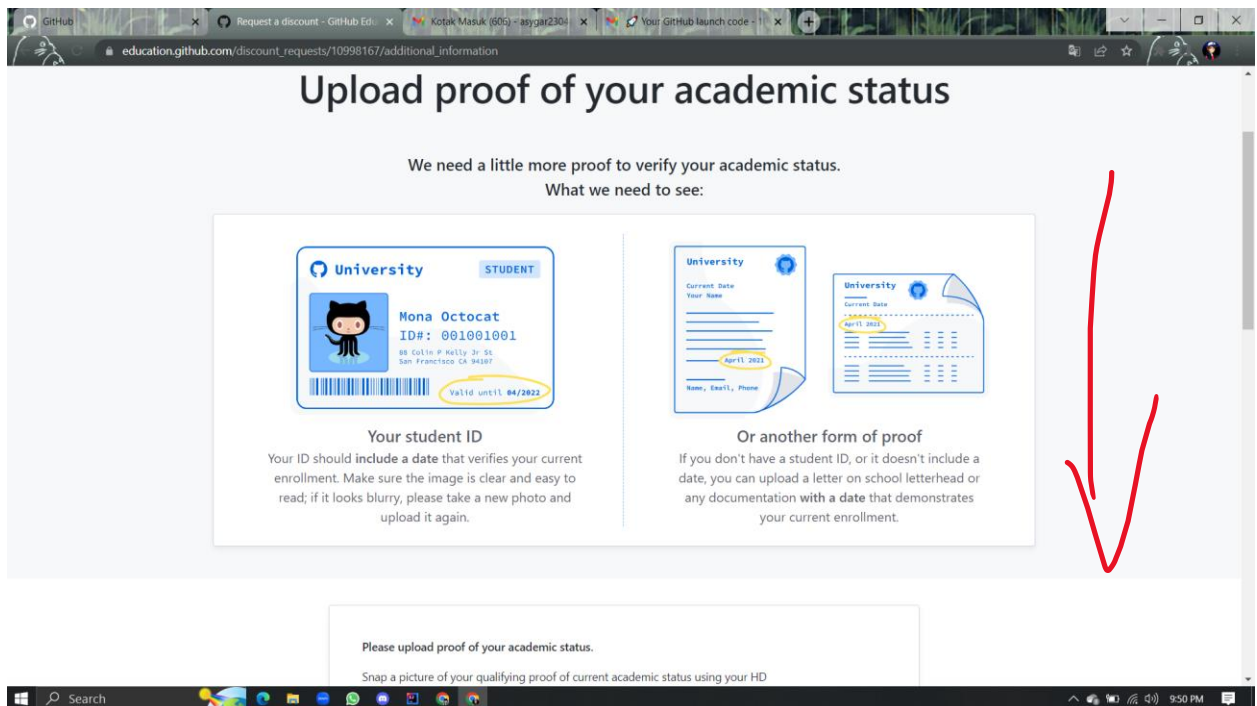 GitHub
Request a discount - GitHub Edu
Kotak Masuk (606) - asygar2304
Your GitHub launch code -
education.github.com/discount_requests/10998167/additional_information
Upload proof of your academic status
We need a little more proof to verify your academic status.
What we need to see:
University
STUDENT
Mona Octocat
ID#: 001001001
88 Colin P Kelly Jr St
San Francisco CA 94107
Valid until 04/2022
Your student ID
Your ID should include a date that verifies your current
enrollment. Make sure the image is clear and easy to
read; if it looks blurry, please take a new photo and
upload it again.
University
Current Date
Your Name
April 2021
Name, Email, Phone
University
Current Date
April 2021
Or another form of proof
If you don't have a student ID, or it doesn't include a
date, you can upload a letter on school letterhead or
any documentation with a date that demonstrates
your current enrollment.
Please upload proof of your academic status.
Snap a picture of your qualifying proof of current academic status using your HD
Search
9:50 PM